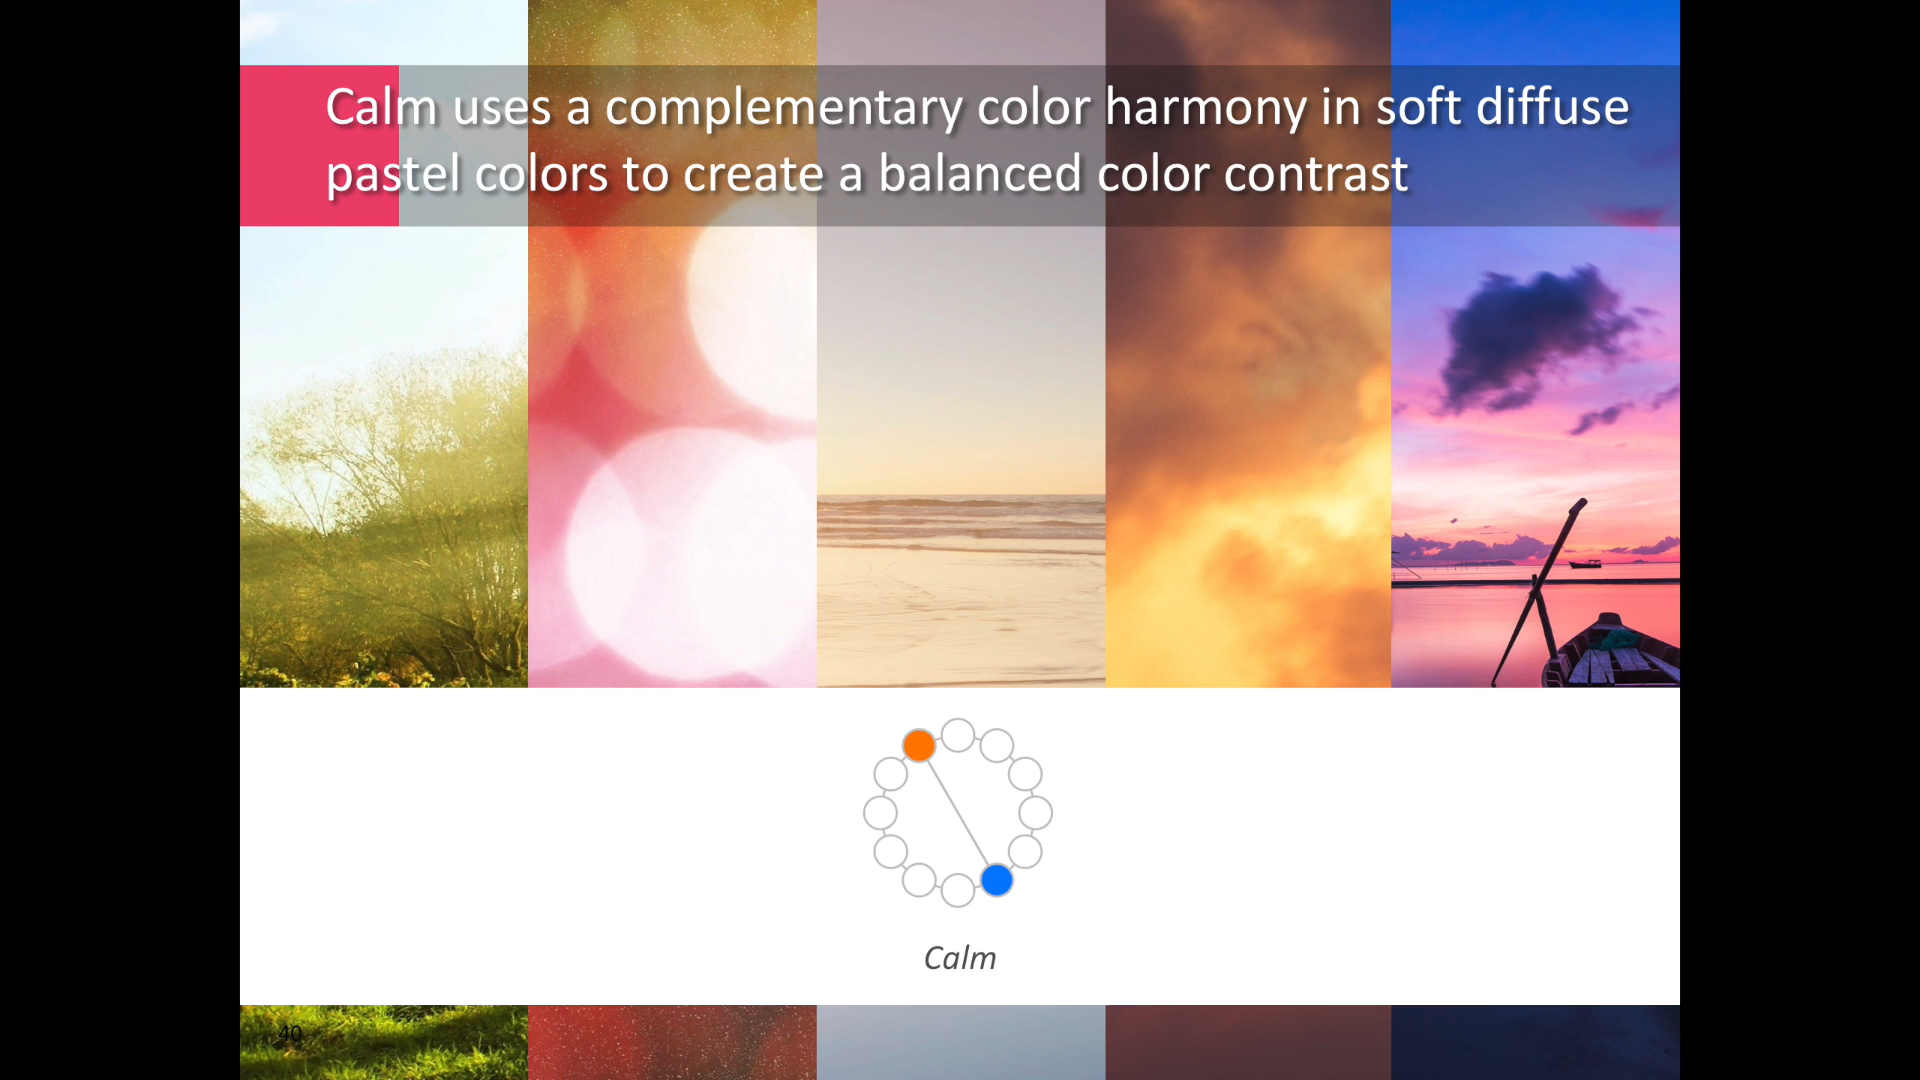 Calm uses a complementary color harmony in soft diffuse
pastel colors to create a balanced color contrast
Calm
40